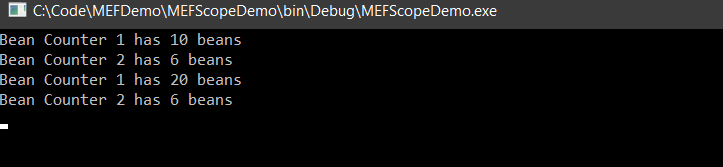 C:\Code\MEFDemo\MEFScopeDemo\bin\Debug\MEFScopeDemo.exe
Bean Counter 1 has 10 beans
Bean Counter 2 has 6 beans
Bean Counter 1 has 20 beans
Bean Counter 2 has 6 beans